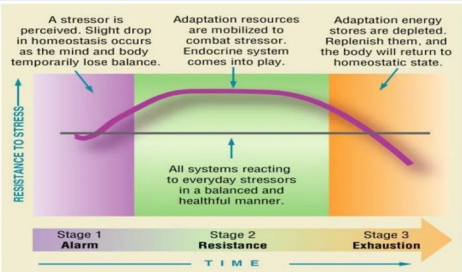 A stressor is
perceived. Slight drop
in homeostasis occurs
as the mind and body
temporarily lose balance.
Adaptation resources
are mobilized to
combat stressor.
Endocrine system
comes into play.
Adaptation energy
stores are depleted.
Replenish them, and
the body will return to
homeostatic state.
RESISTANCE TO STRESS
All systems reacting
to everyday stressors
in a balanced and
healthful manner.
Stage 1
Alarm
Stage 2
Resistance
Stage 3
Exhaustion
TIME